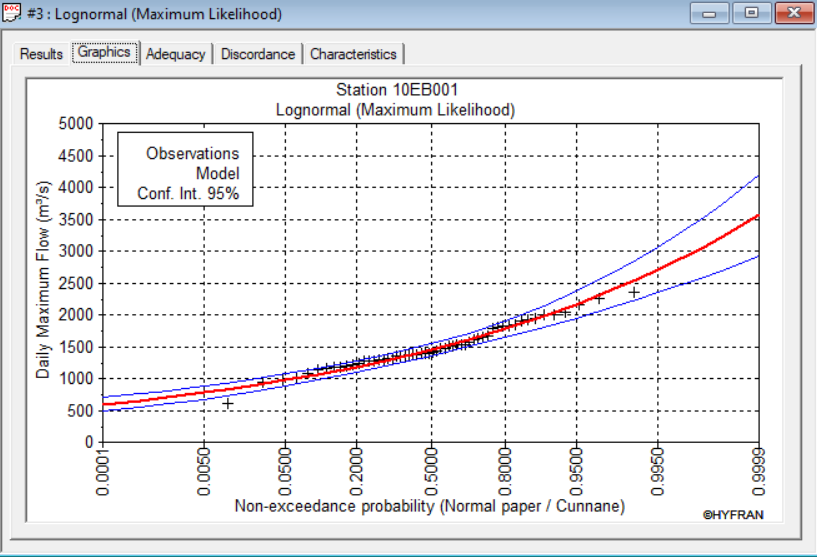 #3 : Lognormal (Maximum Likelihood)
Results Graphics Adequacy Discordance Characteristics
Station 10EB001
Lognormal (Maximum Likelihood)
Observations
Model
Conf. Int. 95%
Daily Maximum Flow (m³/s)
5000
4500
4000
3500
3000
2500
2000
1500
1000
500
0
0.0001 0.0050 0.0500 0.2000 0.5000 0.8000 0.9500 0.9950 0.9999
Non-exceedance probability (Normal paper / Cunnane)
©HYFRAN